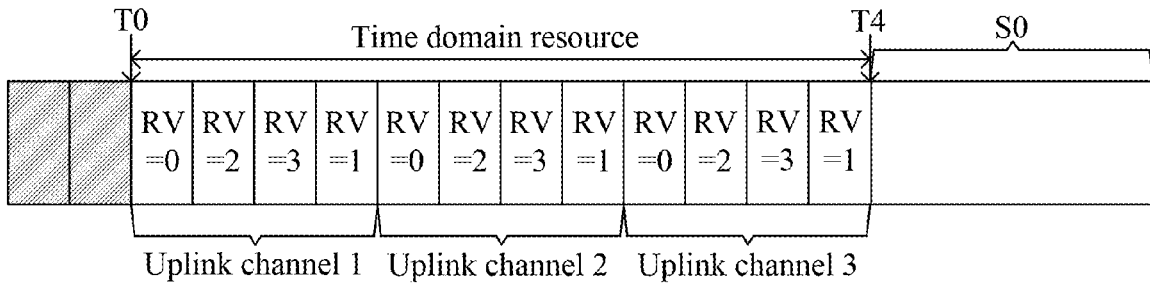 T0 T4
Time domain resource S0
RV RV RV RV RV RV RV RV RV RV RV RV
=0 =2 =3 =1 =0 =2 =3 =1 =0 =2 =3 =1
Uplink channel 1 Uplink channel 2 Uplink channel 3